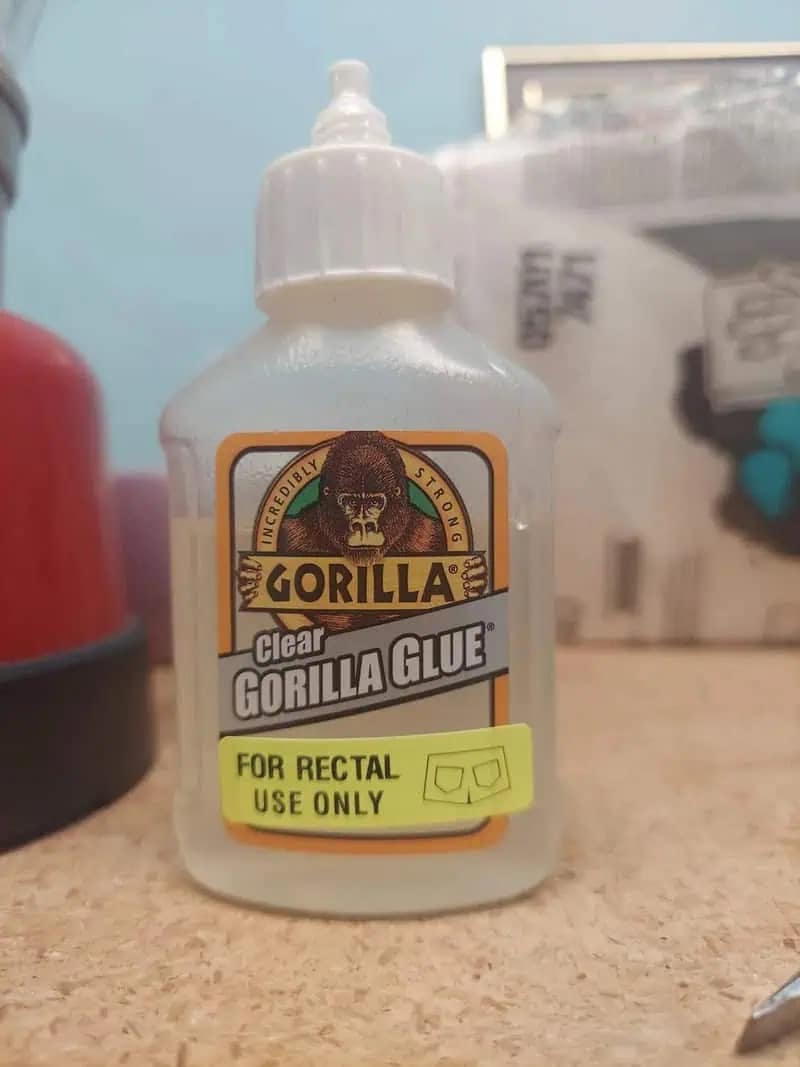 INCREDIBLY STRONG
GORILLA®
Clear
GORILLA GLUE®
FOR RECTAL
USE ONLY